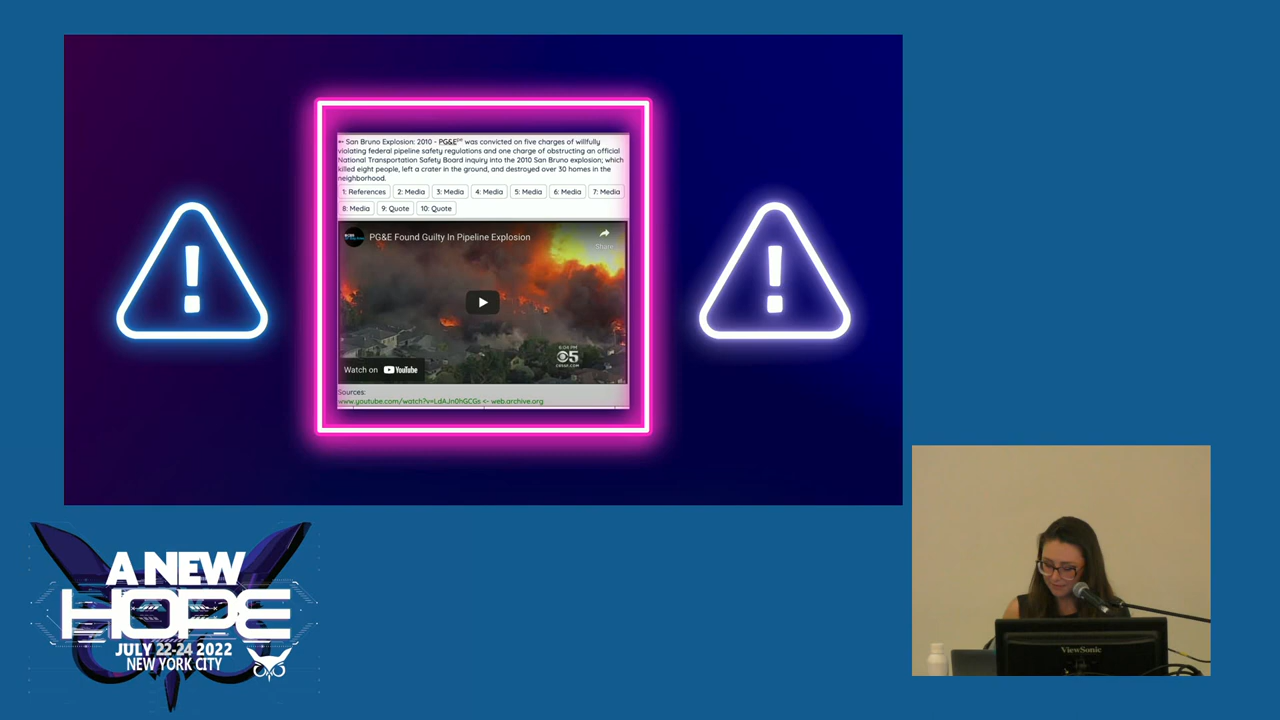 ← San Bruno Explosion: 2010 - PG&E was convicted on five charges of willfully
violating federal pipeline safety regulations and one charge of obstructing an official
National Transportation Safety Board inquiry into the 2010 San Bruno explosion; which
killed eight people, left a crater in the ground, and destroyed over 30 homes in the
neighborhood.
1: References 2: Media 3: Media 4: Media 5: Media 6: Media 7: Media
8: Media 9: Quote 10: Quote
PG&E Found Guilty In Pipeline Explosion
Share
6:04 PM
5
Watch on YouTube
Sources:
www.youtube.com/watch?v=LdAJn0hGCGs <- web.archive.org
A NEW
HOPE
JULY 22-24 2022
NEW YORK CITY
ViewSonic